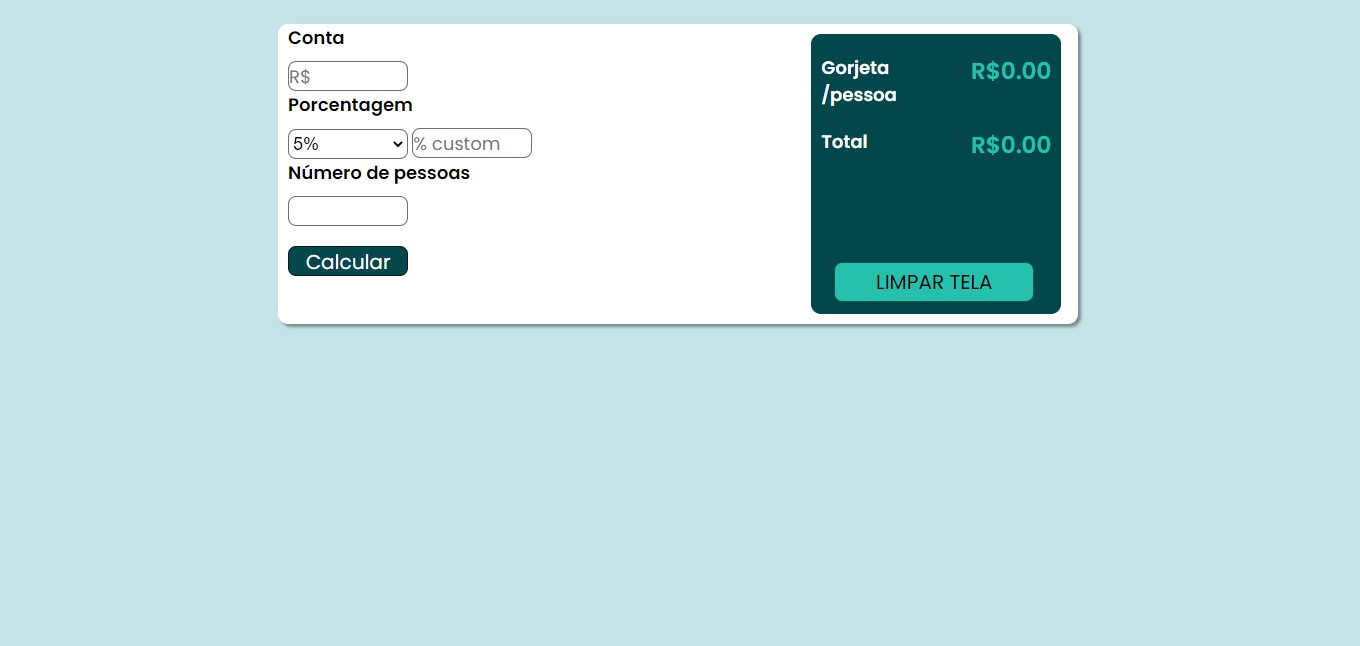 Conta
R$
Porcentagem
5% % custom
Número de pessoas
Calcular
Gorjeta R$0.00
/pessoa
Total R$0.00
LIMPAR TELA